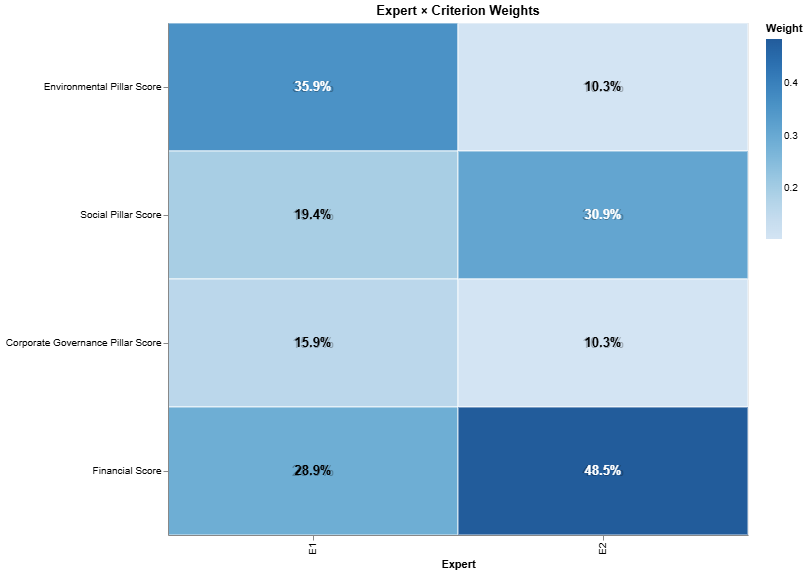 Expert × Criterion Weights
Weight
Environmental Pillar Score
35.9%
10.3%
0.4
0.3
0.2
Social Pillar Score
19.4%
30.9%
Corporate Governance Pillar Score
15.9%
10.3%
Financial Score
28.9%
48.5%
E1
E2
Expert